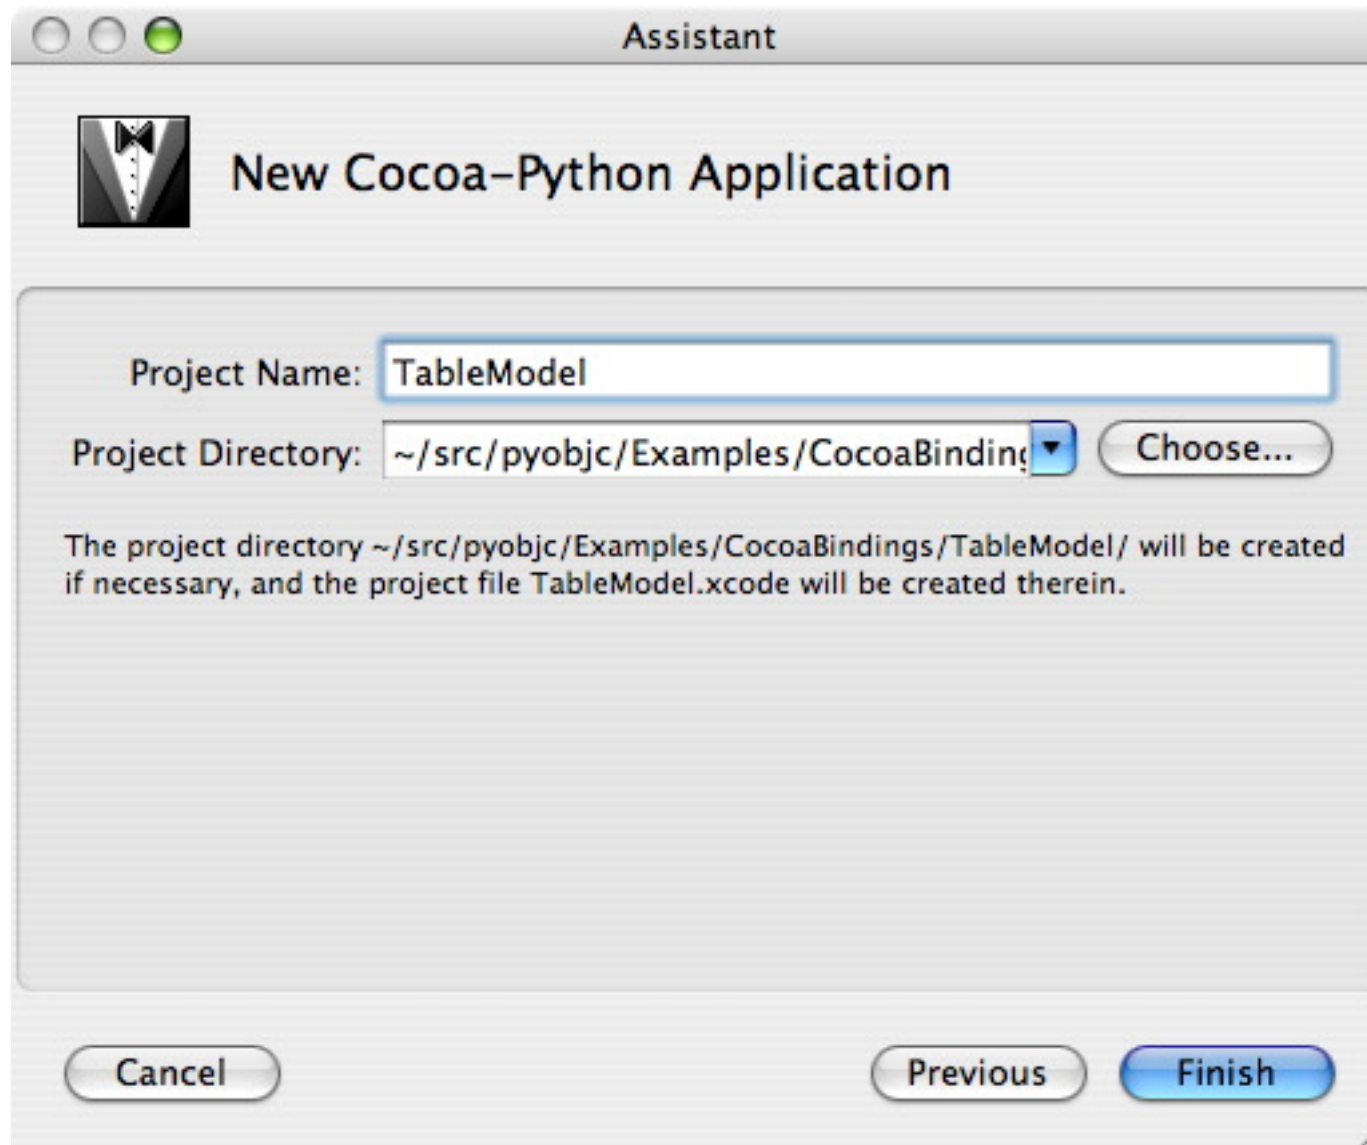 Assistant
New Cocoa-Python Application
Project Name: TableModel
Project Directory: ~/src/pyobjc/Examples/CocoaBinding Choose...
The project directory ~/src/pyobjc/Examples/CocoaBindings/TableModel/ will be created
if necessary, and the project file TableModel.xcode will be created therein.
Cancel Previous Finish